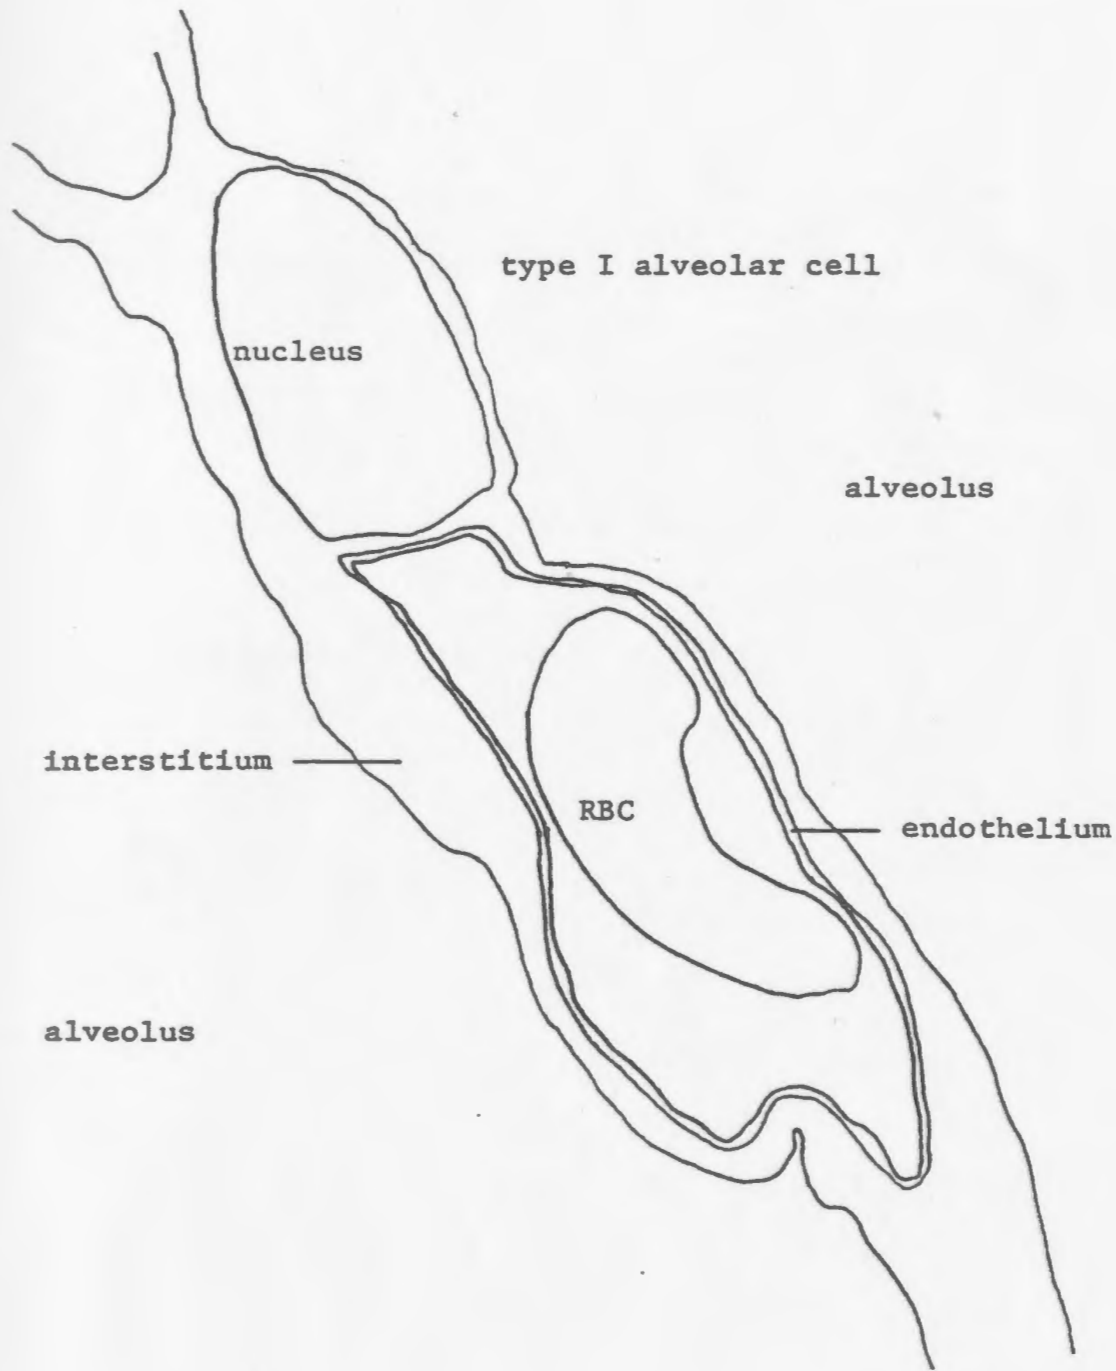 type I alveolar cell
nucleus
alveolus
interstitium
RBC
endothelium
alveolus